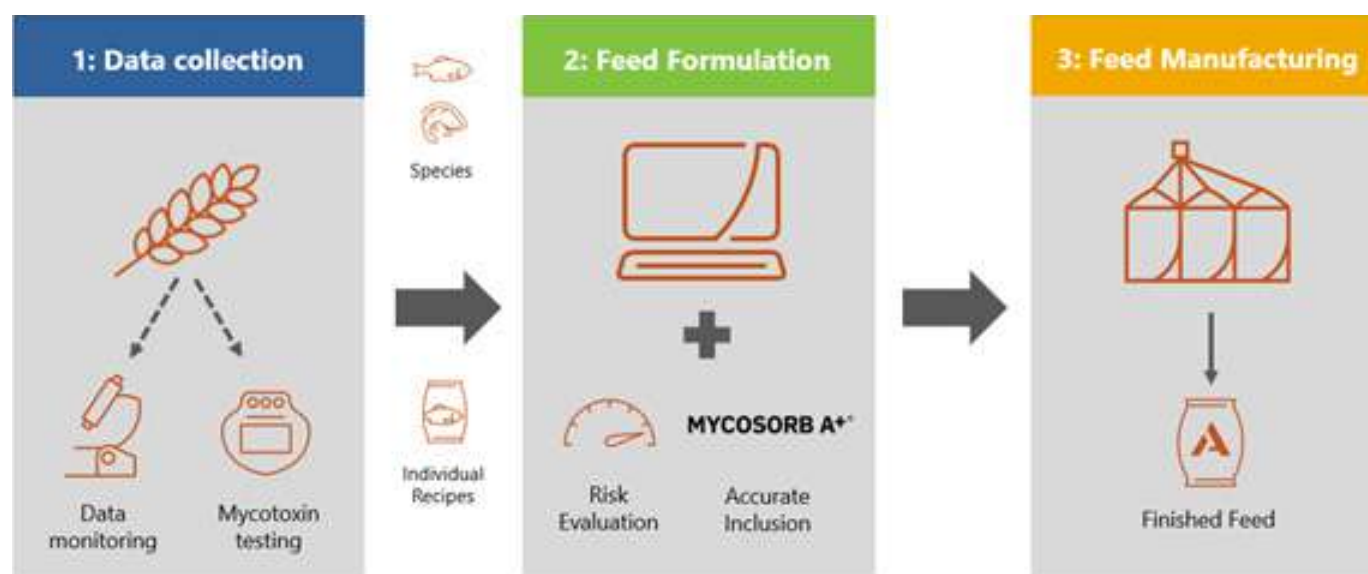 1: Data collection
Data
monitoring
Mycotoxin
testing
Species
Individual
Recipes
2: Feed Formulation
MYCOSORB A+®
Risk
Evaluation
Accurate
Inclusion
3: Feed Manufacturing
Finished Feed